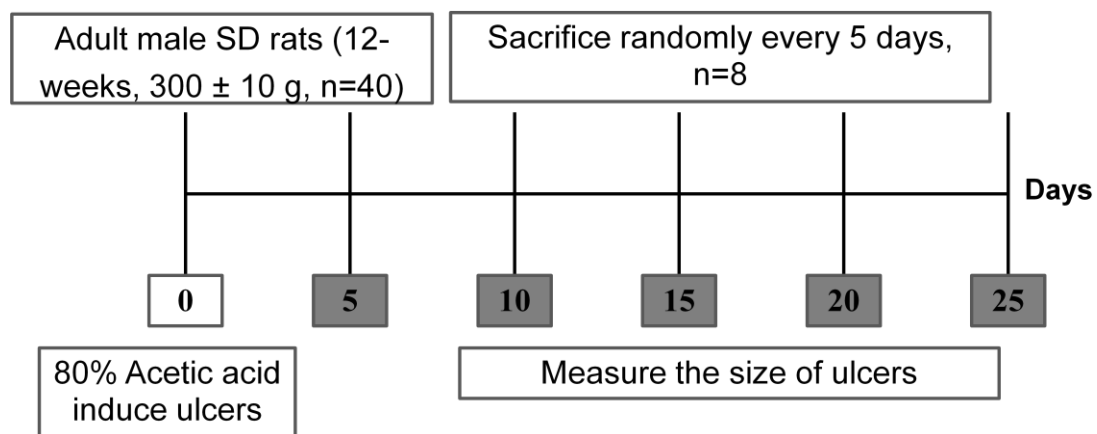 Adult male SD rats (12-
weeks, 300 ± 10 g, n=40)
Sacrifice randomly every 5 days,
n=8
Days
0
5
10
15
20
25
80% Acetic acid
induce ulcers
Measure the size of ulcers